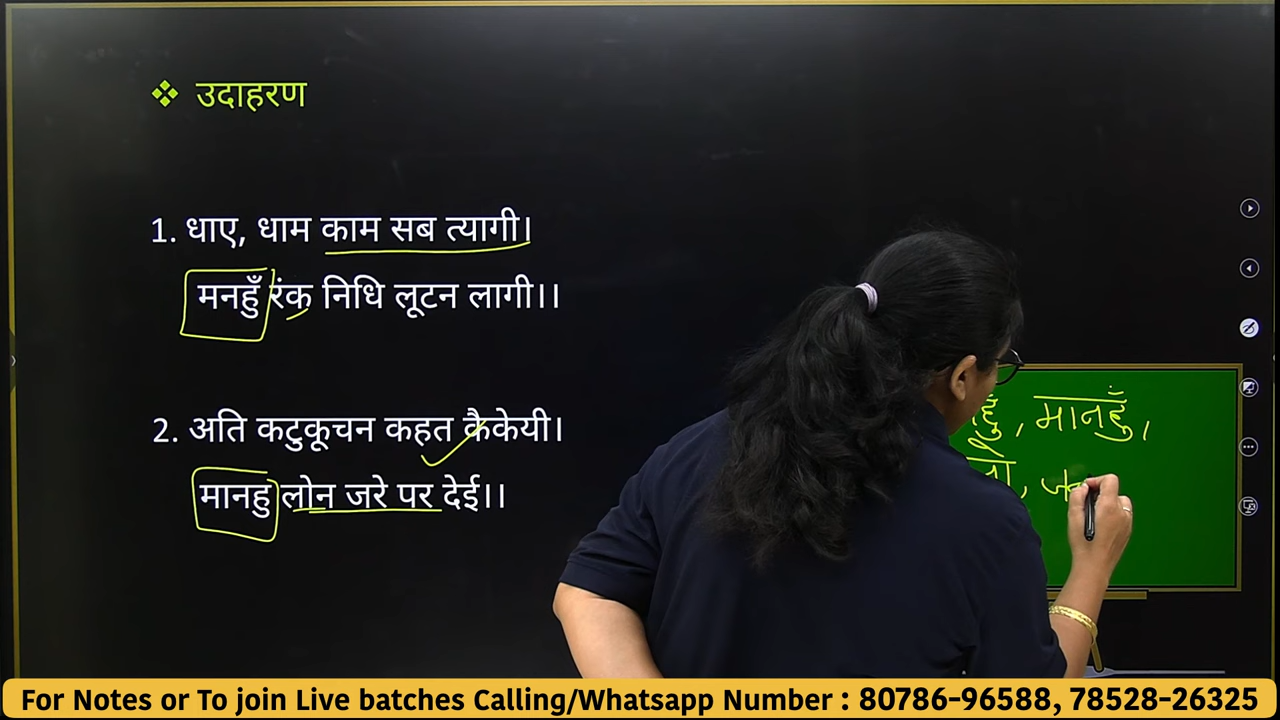 ❖ उदाहरण
1. धाए, धाम काम सब त्यागी।
मनहुँ रंक निधि लूटन लागी।।
2. अति कटुकूचन कहत कैकेयी।
मानहु लोन जरे पर देई।।
, मानहुँ,
For Notes or To join Live batches Calling/Whatsapp Number : 80786-96588, 78528-26325